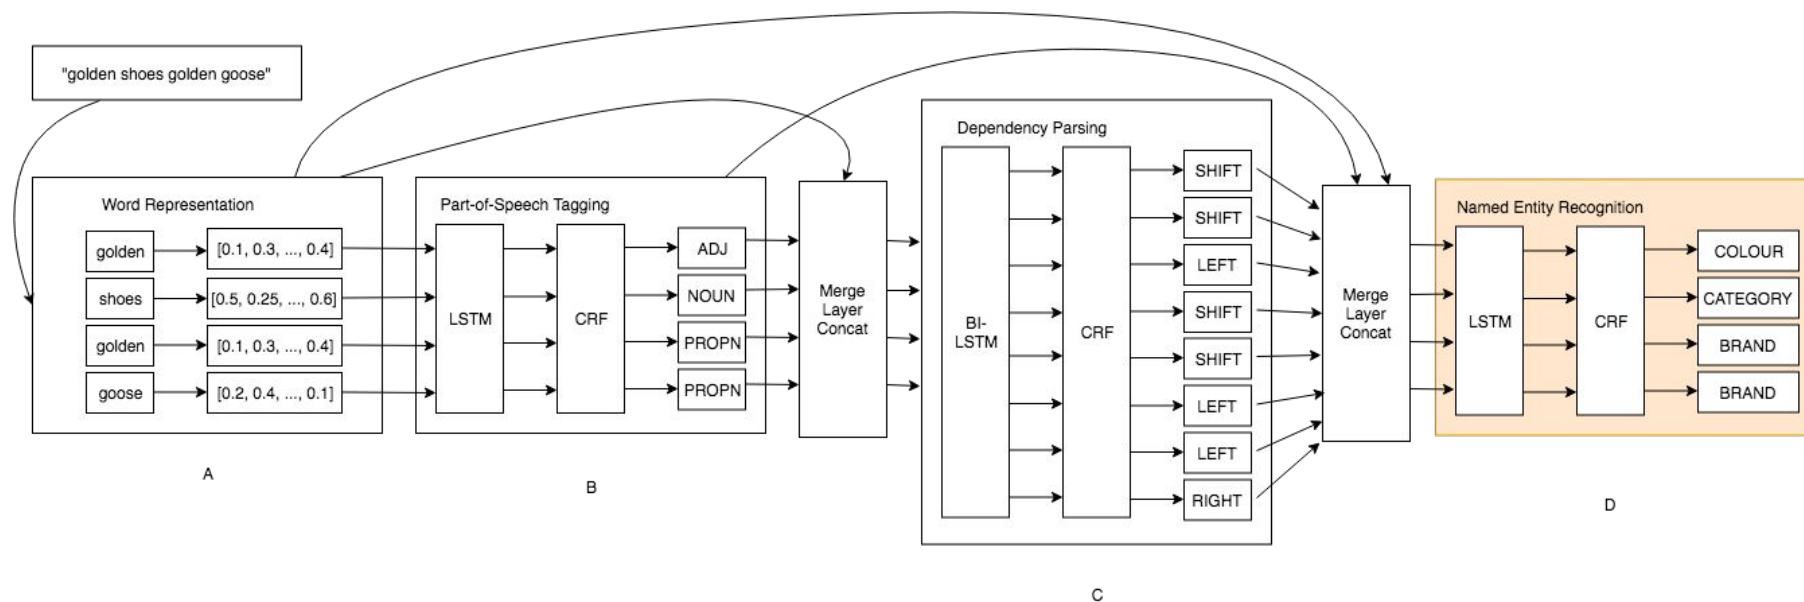 "golden shoes golden goose"
Word Representation
golden
[0.1, 0.3, ..., 0.4]
shoes
[0.5, 0.25, ..., 0.6]
golden
[0.1, 0.3, ..., 0.4]
goose
[0.2, 0.4, ..., 0.1]
A
Part-of-Speech Tagging
LSTM
CRF
ADJ
NOUN
PROPN
PROPN
B
Merge
Layer
Concat
Dependency Parsing
BI-
LSTM
CRF
SHIFT
SHIFT
LEFT
SHIFT
SHIFT
LEFT
LEFT
RIGHT
C
Merge
Layer
Concat
Named Entity Recognition
LSTM
CRF
COLOUR
CATEGORY
BRAND
BRAND
D